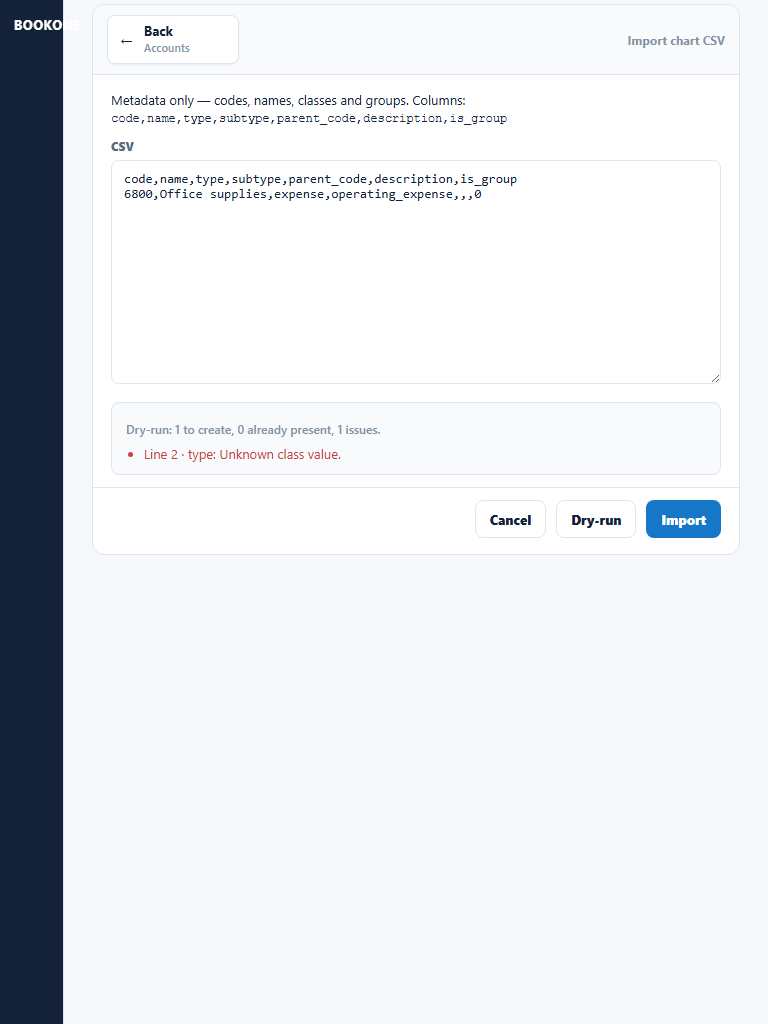 BOOKONE
← Back
Accounts
Import chart CSV
Metadata only — codes, names, classes and groups. Columns:
code,name,type,subtype,parent_code,description,is_group
CSV
code,name,type,subtype,parent_code,description,is_group
6800,Office supplies,expense,operating_expense,,,0
Dry-run: 1 to create, 0 already present, 1 issues.
• Line 2 · type: Unknown class value.
Cancel
Dry-run
Import